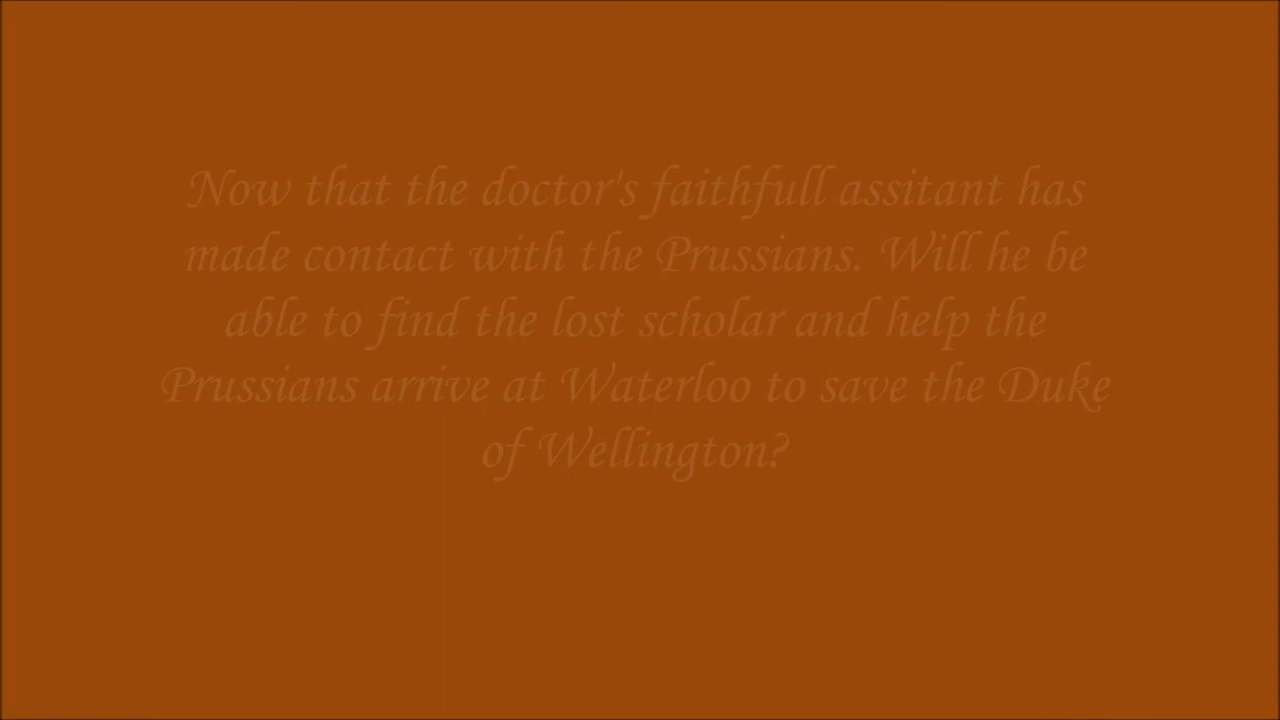 Now that the doctor's faithfull assitant has
made contact with the Prussians. Will he be
able to find the lost scholar and help the
Prussians arrive at Waterloo to save the Duke
of Wellington?